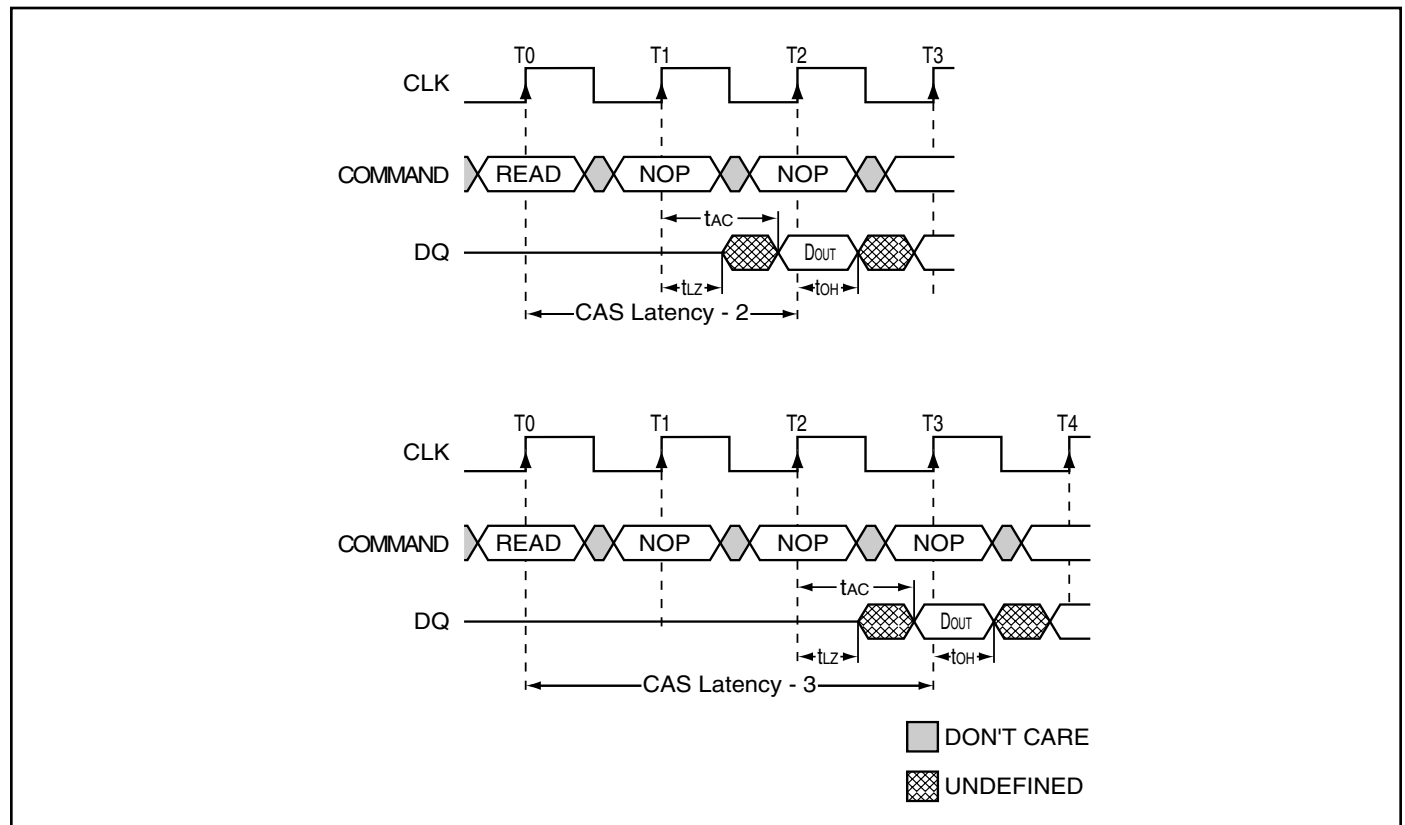 T0 T1 T2 T3
CLK
COMMAND READ NOP NOP
tAC
DQ DOUT
tLZ tOH
CAS Latency - 2
T0 T1 T2 T3 T4
CLK
COMMAND READ NOP NOP NOP
tAC
DQ DOUT
tLZ tOH
CAS Latency - 3
DON'T CARE
UNDEFINED